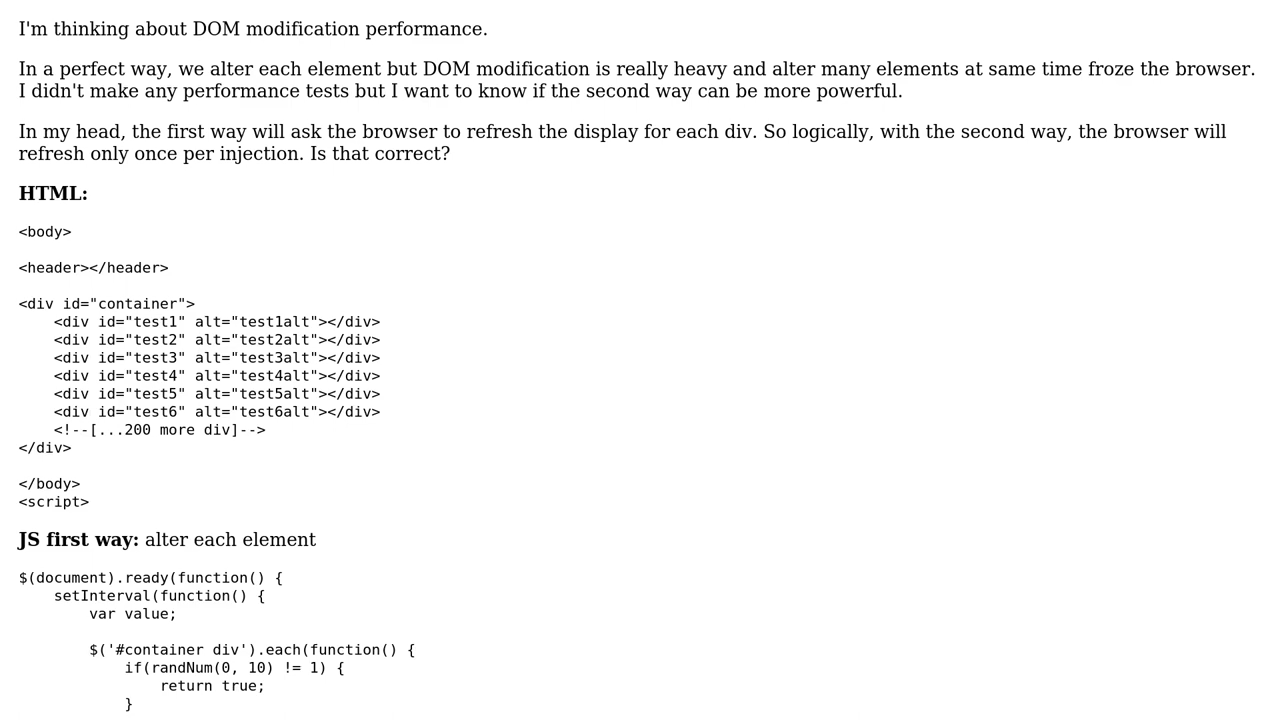 I'm thinking about DOM modification performance.
In a perfect way, we alter each element but DOM modification is really heavy and alter many elements at same time froze the browser.
I didn't make any performance tests but I want to know if the second way can be more powerful.
In my head, the first way will ask the browser to refresh the display for each div. So logically, with the second way, the browser will
refresh only once per injection. Is that correct?
HTML:
<body>
<header></header>
<div id="container">
    <div id="test1" alt="test1alt"></div>
    <div id="test2" alt="test2alt"></div>
    <div id="test3" alt="test3alt"></div>
    <div id="test4" alt="test4alt"></div>
    <div id="test5" alt="test5alt"></div>
    <div id="test6" alt="test6alt"></div>
    <!--[...200 more div]-->
</div>
</body>
<script>
JS first way: alter each element
$(document).ready(function() {
    setInterval(function() {
        var value;
        $('#container div').each(function() {
            if(randNum(0, 10) != 1) {
                return true;
            }